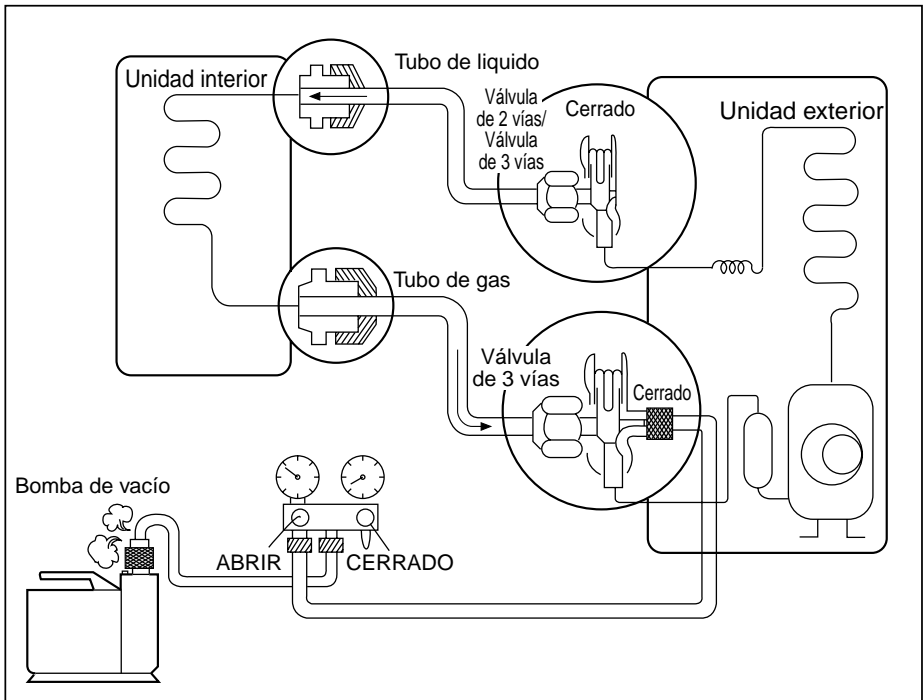 Unidad interior
Tubo de liquido
Válvula
de 2 vías/
Válvula
de 3 vías
Cerrado
Unidad exterior
Tubo de gas
Válvula
de 3 vías
Cerrado
Bomba de vacío
ABRIR
CERRADO